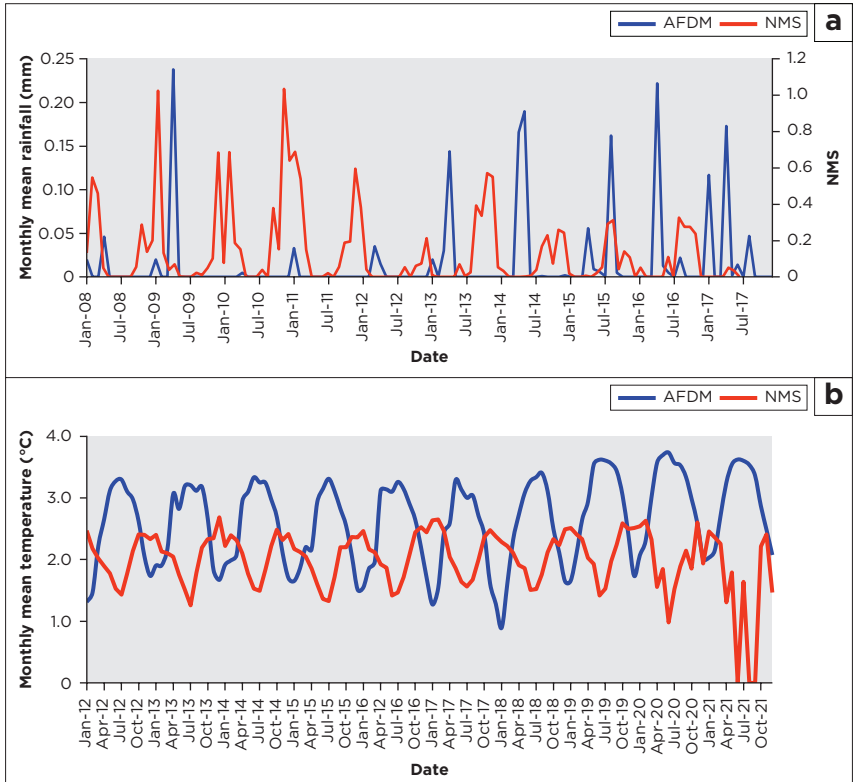 AFDM NMS a
Monthly mean rainfall (mm)
0.25
0.20
0.15
0.10
0.05
0
1.2
1.0
0.8
0.6
0.4
0.2
0
NMS
Jan-08
Jul-08
Jan-09
Jul-09
Jan-10
Jul-10
Jan-11
Jul-11
Jan-12
Jul-12
Jan-13
Jul-13
Jan-14
Jul-14
Jan-15
Jul-15
Jan-16
Jul-16
Jan-17
Jul-17
Date
AFDM NMS b
Monthly mean temperature (°C)
4.0
3.0
2.0
1.0
0
Jan-12
Apr-12
Jul-12
Oct-12
Jan-13
Apr-13
Jul-13
Oct-13
Jan-14
Apr-14
Jul-14
Oct-14
Jan-15
Apr-15
Jul-15
Oct-15
Jan-16
Apr-16
Jul-16
Oct-16
Jan-17
Apr-17
Jul-17
Oct-17
Jan-18
Apr-18
Jul-18
Oct-18
Jan-19
Apr-19
Jul-19
Oct-19
Jan-20
Apr-20
Jul-20
Oct-20
Jan-21
Apr-21
Jul-21
Oct-21
Date